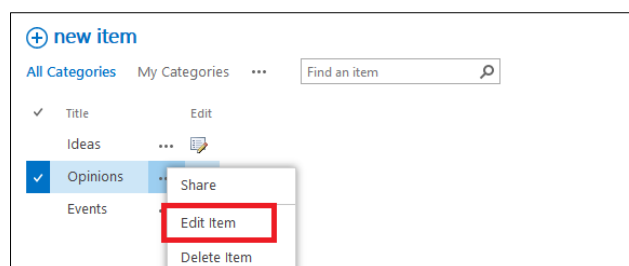 new item
All Categories My Categories ... Find an item
Title Edit
Ideas ...
Opinions
Share
Events
Edit Item
Delete Item